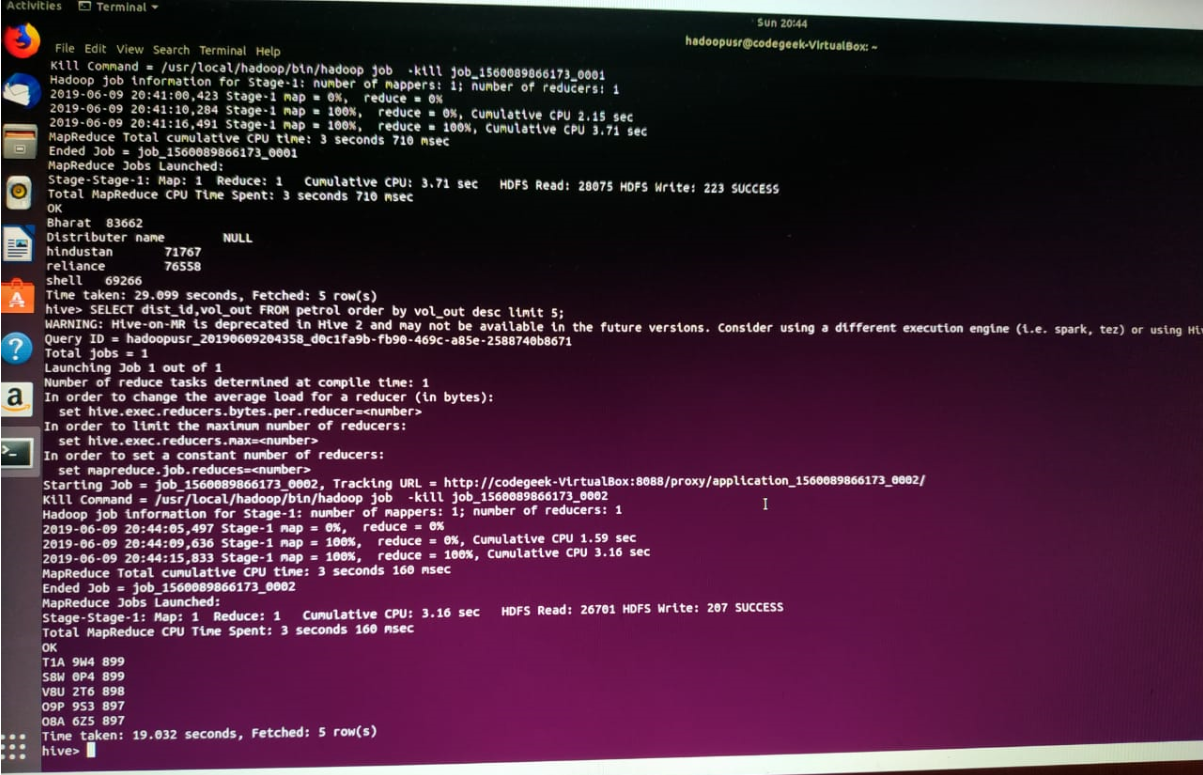 Activities Terminal
Sun 20:44
hadoopusr@codegeek-VirtualBox: ~
File Edit View Search Terminal Help
Kill Command = /usr/local/hadoop/bin/hadoop job  -kill job_1560089866173_0001
Hadoop job information for Stage-1: number of mappers: 1; number of reducers: 1
2019-06-09 20:41:00,423 Stage-1 map = 0%,  reduce = 0%
2019-06-09 20:41:10,284 Stage-1 map = 100%,  reduce = 0%, Cumulative CPU 2.15 sec
2019-06-09 20:41:16,491 Stage-1 map = 100%,  reduce = 100%, Cumulative CPU 3.71 sec
MapReduce Total cumulative CPU time: 3 seconds 710 msec
Ended Job = job_1560089866173_0001
MapReduce Jobs Launched:
Stage-Stage-1: Map: 1  Reduce: 1   Cumulative CPU: 3.71 sec   HDFS Read: 28075 HDFS Write: 223 SUCCESS
Total MapReduce CPU Time Spent: 3 seconds 710 msec
OK
Bharat  83662
Distributer name        NULL
hindustan       71767
reliance        76558
shell   69266
Time taken: 29.099 seconds, Fetched: 5 row(s)
hive> SELECT dist_id,vol_out FROM petrol order by vol_out desc limit 5;
WARNING: Hive-on-MR is deprecated in Hive 2 and may not be available in the future versions. Consider using a different execution engine (i.e. spark, tez) or using Hiv
Query ID = hadoopusr_20190609204358_d0c1fa9b-fb90-469c-a85e-2588740b8671
Total jobs = 1
Launching Job 1 out of 1
Number of reduce tasks determined at compile time: 1
In order to change the average load for a reducer (in bytes):
  set hive.exec.reducers.bytes.per.reducer=<number>
In order to limit the maximum number of reducers:
  set hive.exec.reducers.max=<number>
In order to set a constant number of reducers:
  set mapreduce.job.reduces=<number>
Starting Job = job_1560089866173_0002, Tracking URL = http://codegeek-VirtualBox:8088/proxy/application_1560089866173_0002/
Kill Command = /usr/local/hadoop/bin/hadoop job  -kill job_1560089866173_0002
Hadoop job information for Stage-1: number of mappers: 1; number of reducers: 1
2019-06-09 20:44:05,497 Stage-1 map = 0%,  reduce = 0%
2019-06-09 20:44:09,636 Stage-1 map = 100%,  reduce = 0%, Cumulative CPU 1.59 sec
2019-06-09 20:44:15,833 Stage-1 map = 100%,  reduce = 100%, Cumulative CPU 3.16 sec
MapReduce Total cumulative CPU time: 3 seconds 160 msec
Ended Job = job_1560089866173_0002
MapReduce Jobs Launched:
Stage-Stage-1: Map: 1  Reduce: 1   Cumulative CPU: 3.16 sec   HDFS Read: 26701 HDFS Write: 207 SUCCESS
Total MapReduce CPU Time Spent: 3 seconds 160 msec
OK
T1A 9W4 899
S8W 0P4 899
V8U 2T6 898
O9P 9S3 897
O8A 6Z5 897
Time taken: 19.032 seconds, Fetched: 5 row(s)
hive>